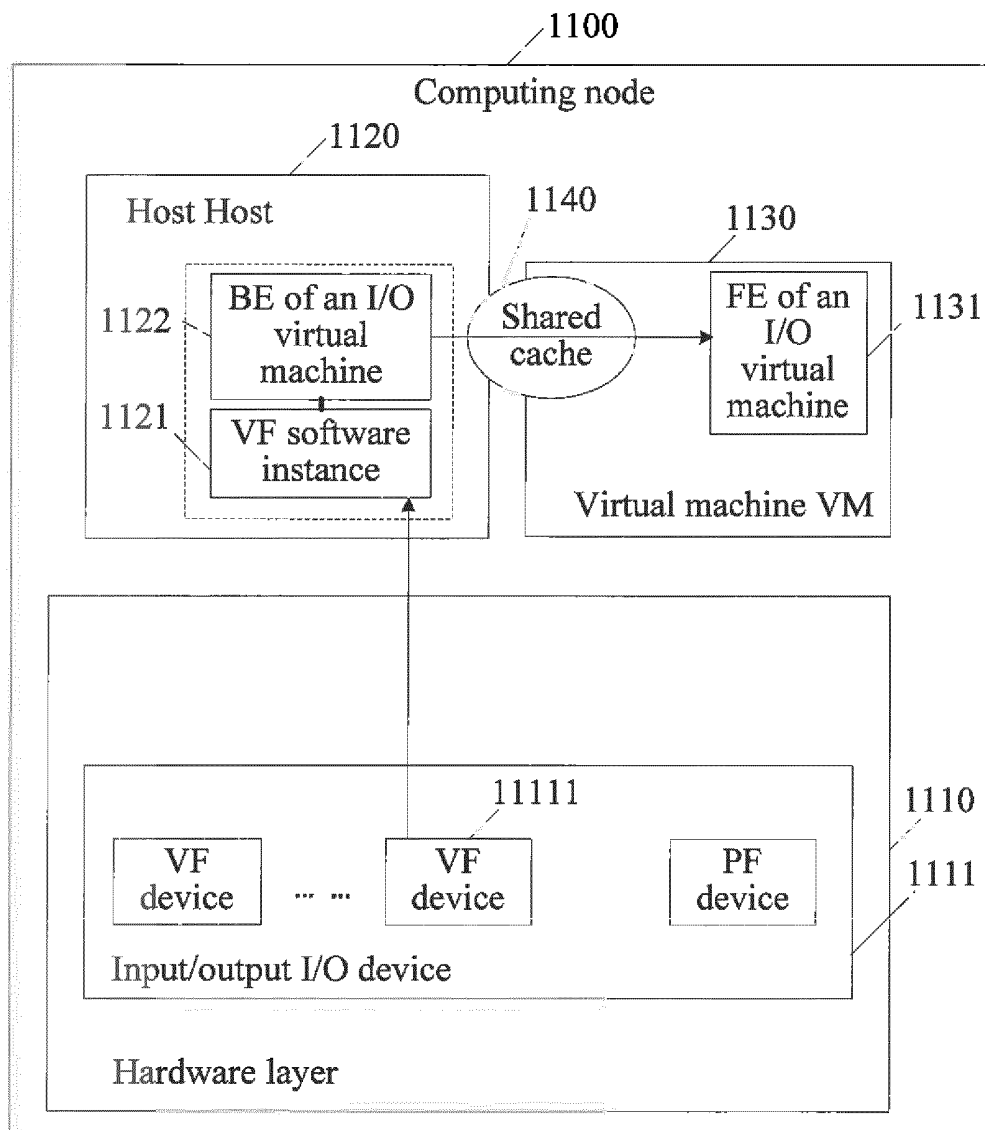 1100
Computing node
1120
Host Host
1140
1130
BE of an I/O
virtual
machine
1122
Shared
cache
FE of an
I/O
virtual
machine
1131
1121
VF software
instance
Virtual machine VM
11111
1110
VF
device
... ...
VF
device
PF
device
1111
Input/output I/O device
Hardware layer